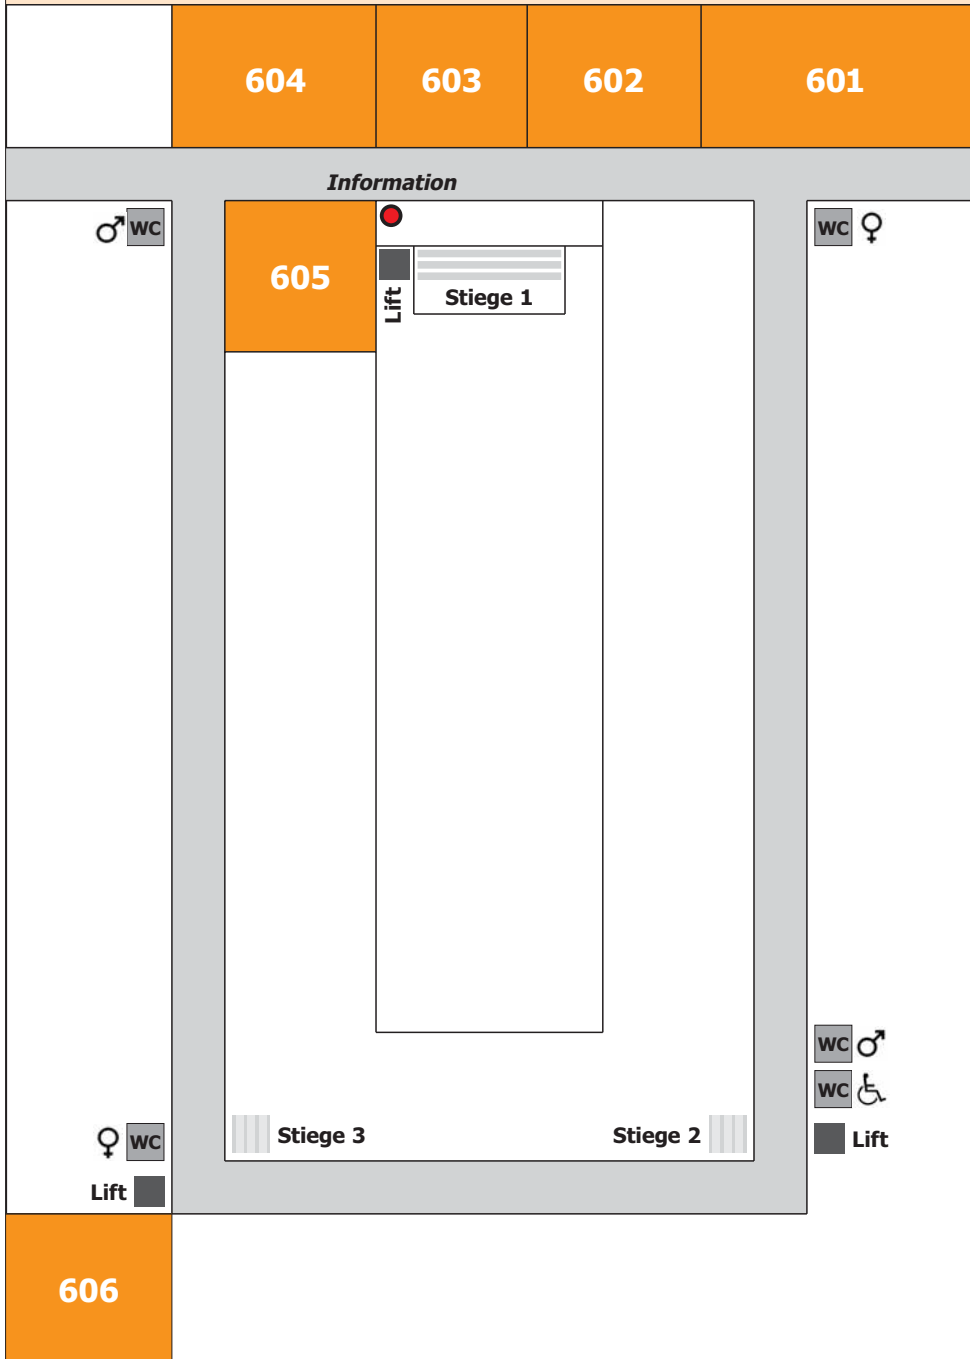 604 603 602 601
Information
WC
WC
605
Lift
Stiege 1
WC
WC
Stiege 3
Stiege 2
WC
Lift
Lift
606